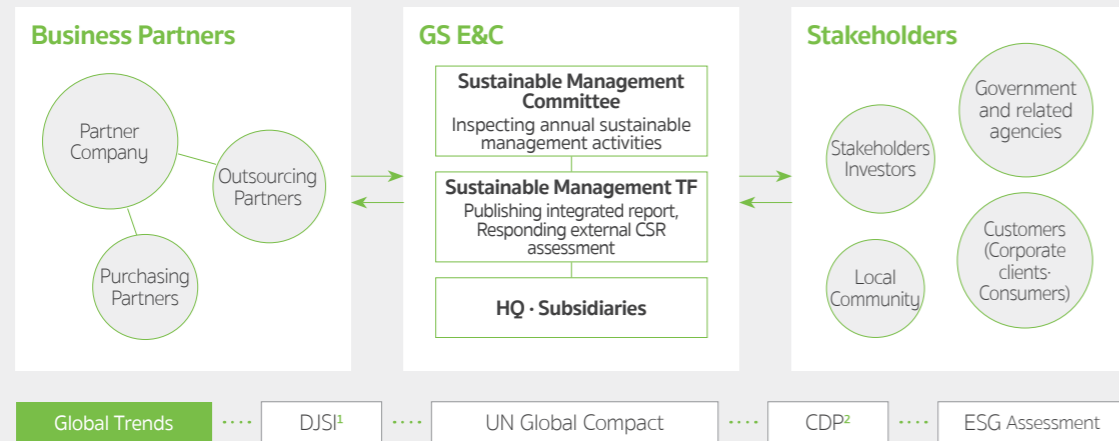 Business Partners
Partner
Company
Outsourcing
Partners
Purchasing
Partners
GS E&C
Sustainable Management
Committee
Inspecting annual sustainable
management activities
Sustainable Management TF
Publishing integrated report,
Responding external CSR
assessment
HQ · Subsidiaries
Stakeholders
Government
and related
agencies
Stakeholders
Investors
Customers
(Corporate
clients·
Consumers)
Local
Community
Global Trends
DJSI¹
UN Global Compact
CDP²
ESG Assessment